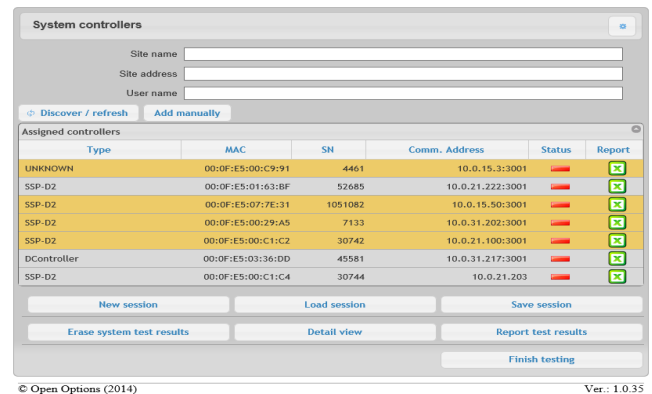 System controllers
Site name
Site address
User name
Discover / refresh Add manually
Assigned controllers
Type MAC SN Comm. Address Status Report
UNKNOWN 00:0F:E5:00:C9:91 4461 10.0.15.3:3001
SSP-D2 00:0F:E5:01:63:BF 52685 10.0.21.222:3001
SSP-D2 00:0F:E5:07:7E:31 1051082 10.0.15.50:3001
SSP-D2 00:0F:E5:00:29:A5 7133 10.0.31.202:3001
SSP-D2 00:0F:E5:00:C1:C2 30742 10.0.21.100:3001
DController 00:0F:E5:03:36:DD 45581 10.0.31.217:3001
SSP-D2 00:0F:E5:00:C1:C4 30744 10.0.21.203
New session Load session Save session
Erase system test results Detail view Report test results
Finish testing
© Open Options (2014) Ver.: 1.0.35